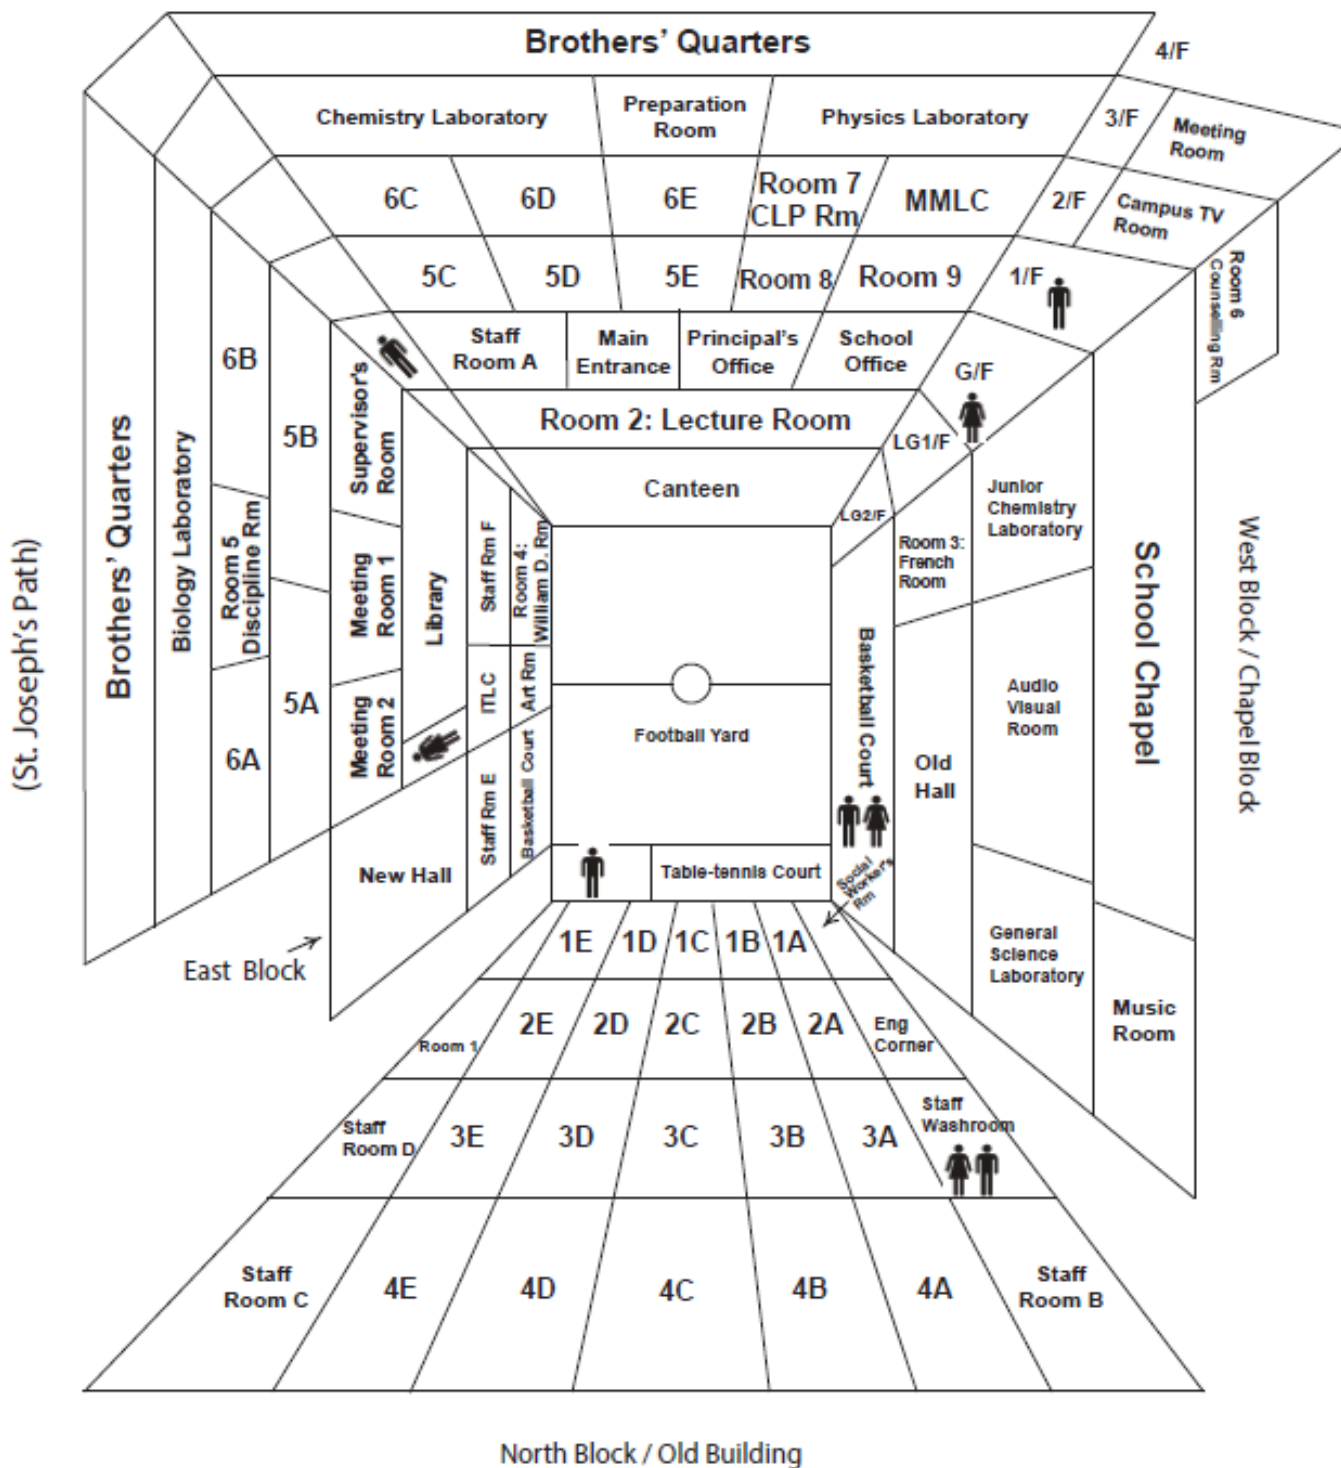 Brothers' Quarters
4/F
Chemistry Laboratory
Preparation
Room
Physics Laboratory
3/F
Meeting
Room
6C
6D
6E
Room 7
CLP Rm
MMLC
2/F
Campus TV
Room
5C
5D
5E
Room 8
Room 9
1/F
Room 6
Counselling Rm
Staff
Room A
Main
Entrance
Principal's
Office
School
Office
G/F
Room 2: Lecture Room
LG1/F
Canteen
LG2/F
(St. Joseph's Path)
Brothers' Quarters
Biology Laboratory
6B
Room 5
Discipline Rm
6A
5B
5A
Supervisor's
Room
Meeting
Room 1
Meeting
Room 2
Library
Staff Rm F
ITLC
Staff Rm E
Room 4:
William D. Rm
Art Rm
Basketball Court
New Hall
East Block
Football Yard
Table-tennis Court
Basketball Court
Social
Worker's
Rm
Room 3:
French
Room
Old
Hall
Junior
Chemistry
Laboratory
Audio
Visual
Room
General
Science
Laboratory
School Chapel
Music
Room
West Block / Chapel Block
1E
1D
1C
1B
1A
Room 1
2E
2D
2C
2B
2A
Eng
Corner
Staff
Room D
3E
3D
3C
3B
3A
Staff
Washroom
Staff
Room C
4E
4D
4C
4B
4A
Staff
Room B
North Block / Old Building